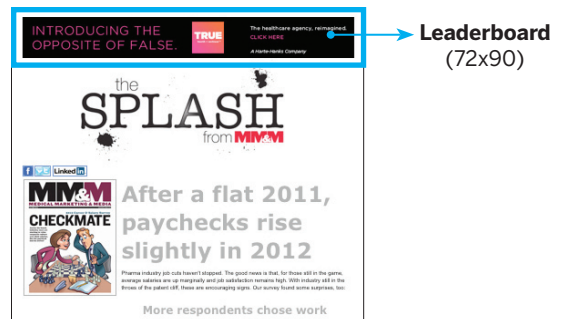 INTRODUCING THE
OPPOSITE OF FALSE.
TRUE
The healthcare agency, reimagined.
CLICK HERE
A Harte-Hanks Company
Leaderboard
(72x90)
the
SPLASH
from MM&M
Linked in
MM&M
MEDICAL MARKETING & MEDIA
CHECKMATE
After a flat 2011,
paychecks rise
slightly in 2012
Pharma industry job cuts haven't stopped. The good news is that, for those still in the game,
average salaries are up marginally and job satisfaction remains high. With industry still in the
throes of the patent cliff, these are encouraging signs. Our survey found some surprises, too:
More respondents chose work